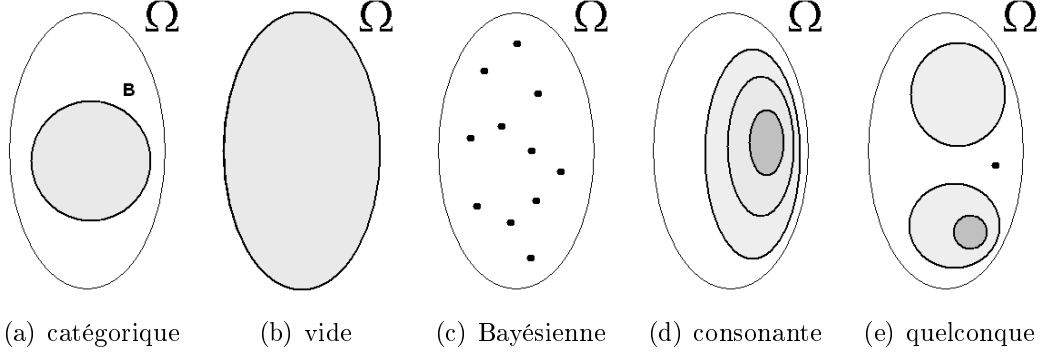 Ω Ω Ω Ω Ω
B
(a) catégorique (b) vide (c) Bayésienne (d) consonante (e) quelconque